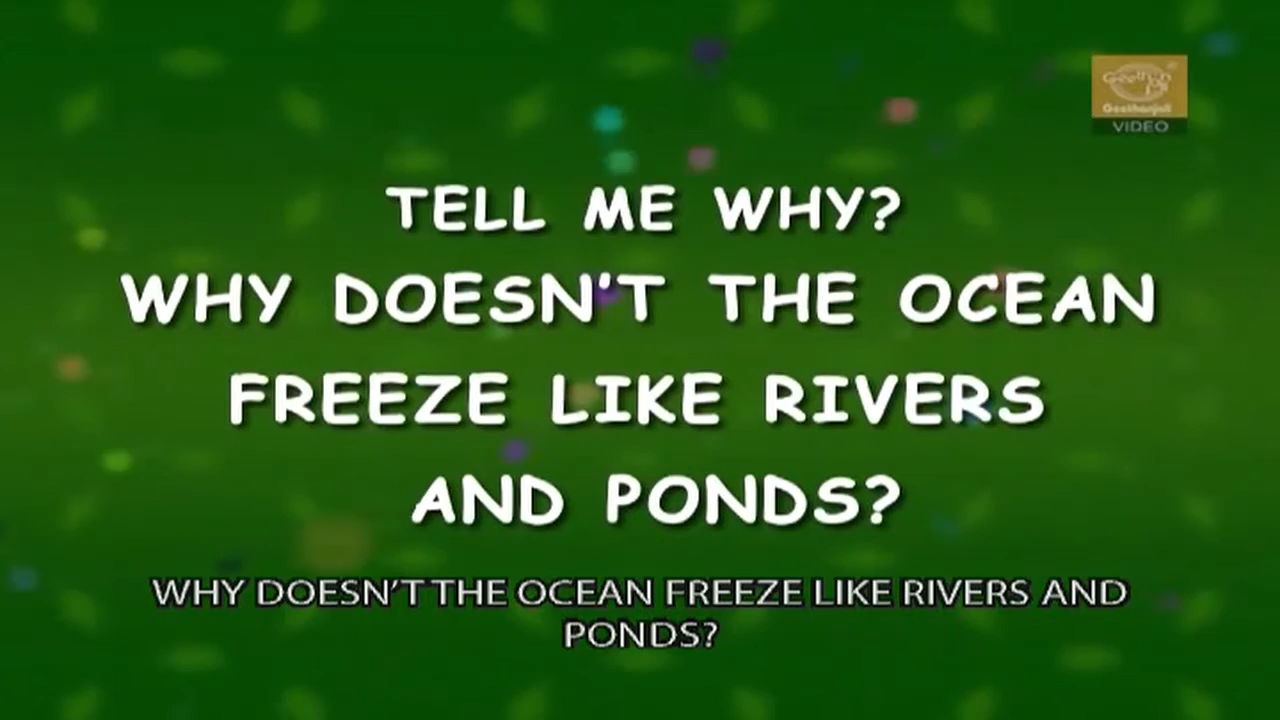 Geethanjali
VIDEO
TELL ME WHY?
WHY DOESN'T THE OCEAN
FREEZE LIKE RIVERS
AND PONDS?
WHY DOESN'T THE OCEAN FREEZE LIKE RIVERS AND
PONDS?